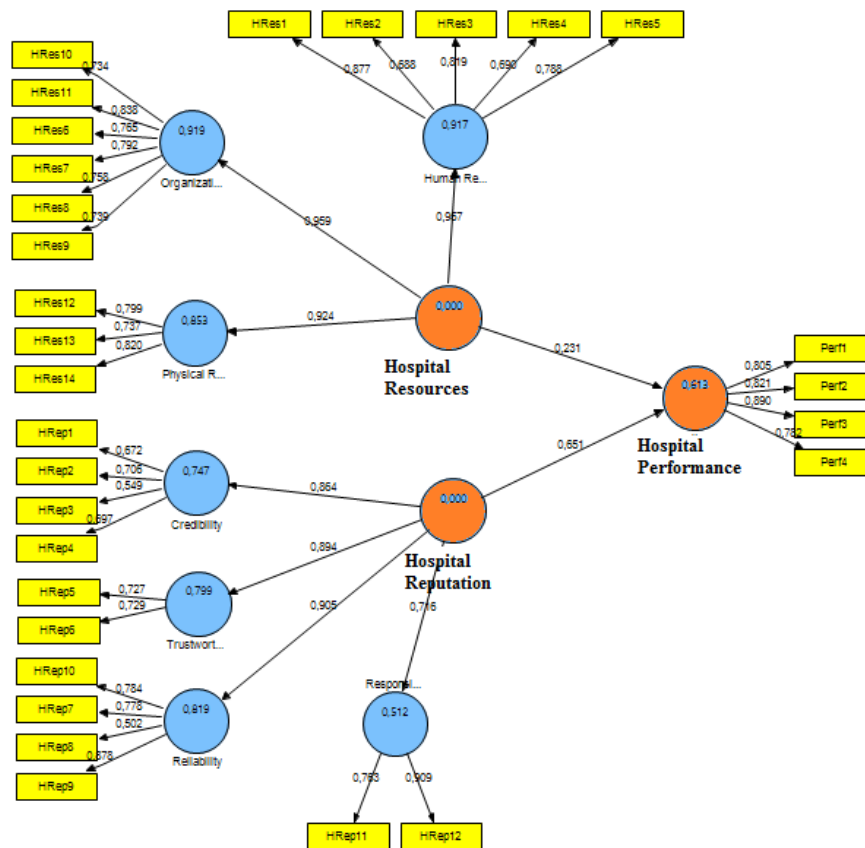 HRes1
HRes2
HRes3
HRes4
HRes5
HRes10
0,734
HRes11
0,838
HRes6
0,765
HRes7
0,792
HRes8
0,758
HRes9
0,739
0,919
Organizati...
0,877
0,688
0,819
0,690
0,788
0,917
Human Re...
0,959
0,957
HRes12
0,799
HRes13
0,737
HRes14
0,820
0,853
Physical R...
0,924
0,000
Hospital
Resources
0,231
Perf1
0,805
Perf2
0,821
Perf3
0,890
Perf4
0,782
0,613
Hospital
Performance
0,651
HRep1
0,672
HRep2
0,706
HRep3
0,549
HRep4
0,697
0,747
Credibility
0,864
0,000
Hospital
Reputation
HRep5
0,727
HRep6
0,729
0,799
Trustwort...
0,894
HRep10
0,784
HRep7
0,778
HRep8
0,502
HRep9
0,819
Reliability
0,905
0,716
Responsi...
0,512
0,763
0,909
HRep11
HRep12